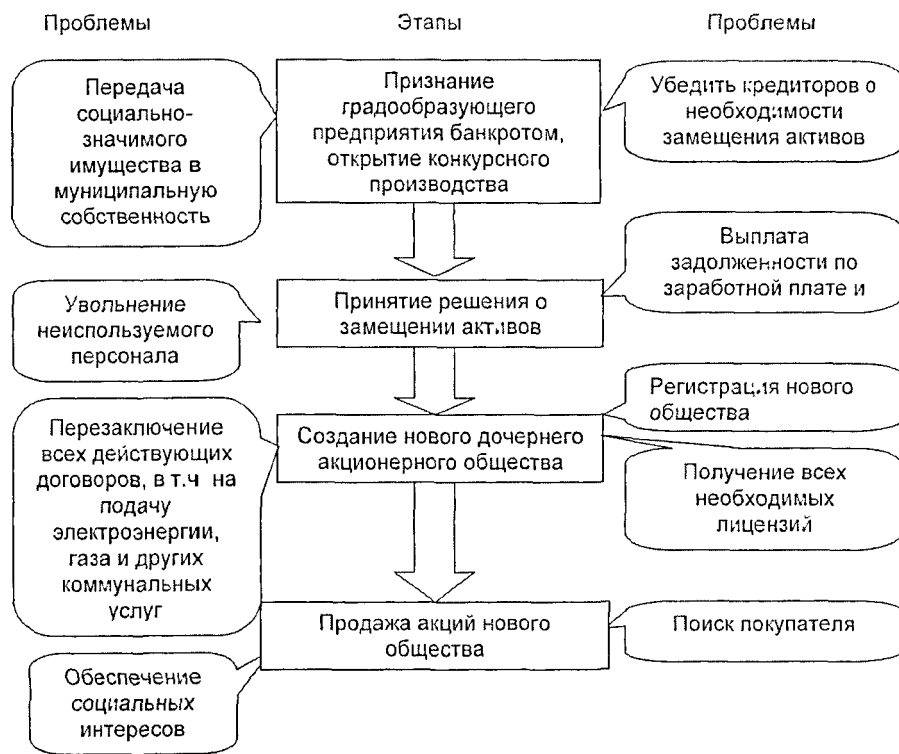 Проблемы
Этапы
Проблемы
Передача
социально-
значимого
имущества в
муниципальную
собственность
Признание
градообразующего
предприятия банкротом,
открытие конкурсного
производства
Убедить кредиторов о
необходимости
замещения активов
Увольнение
неиспользуемого
персонала
Принятие решения о
замещении активов
Выплата
задолженности по
заработной плате и
Перезаключение
всех действующих
договоров, в т.ч на
подачу
электроэнергии,
газа и других
коммунальных
услуг
Создание нового дочернего
акционерного общества
Регистрация нового
общества
Получение всех
необходимых
лицензий
Обеспечение
социальных
интересов
Продажа акций нового
общества
Поиск покупателя